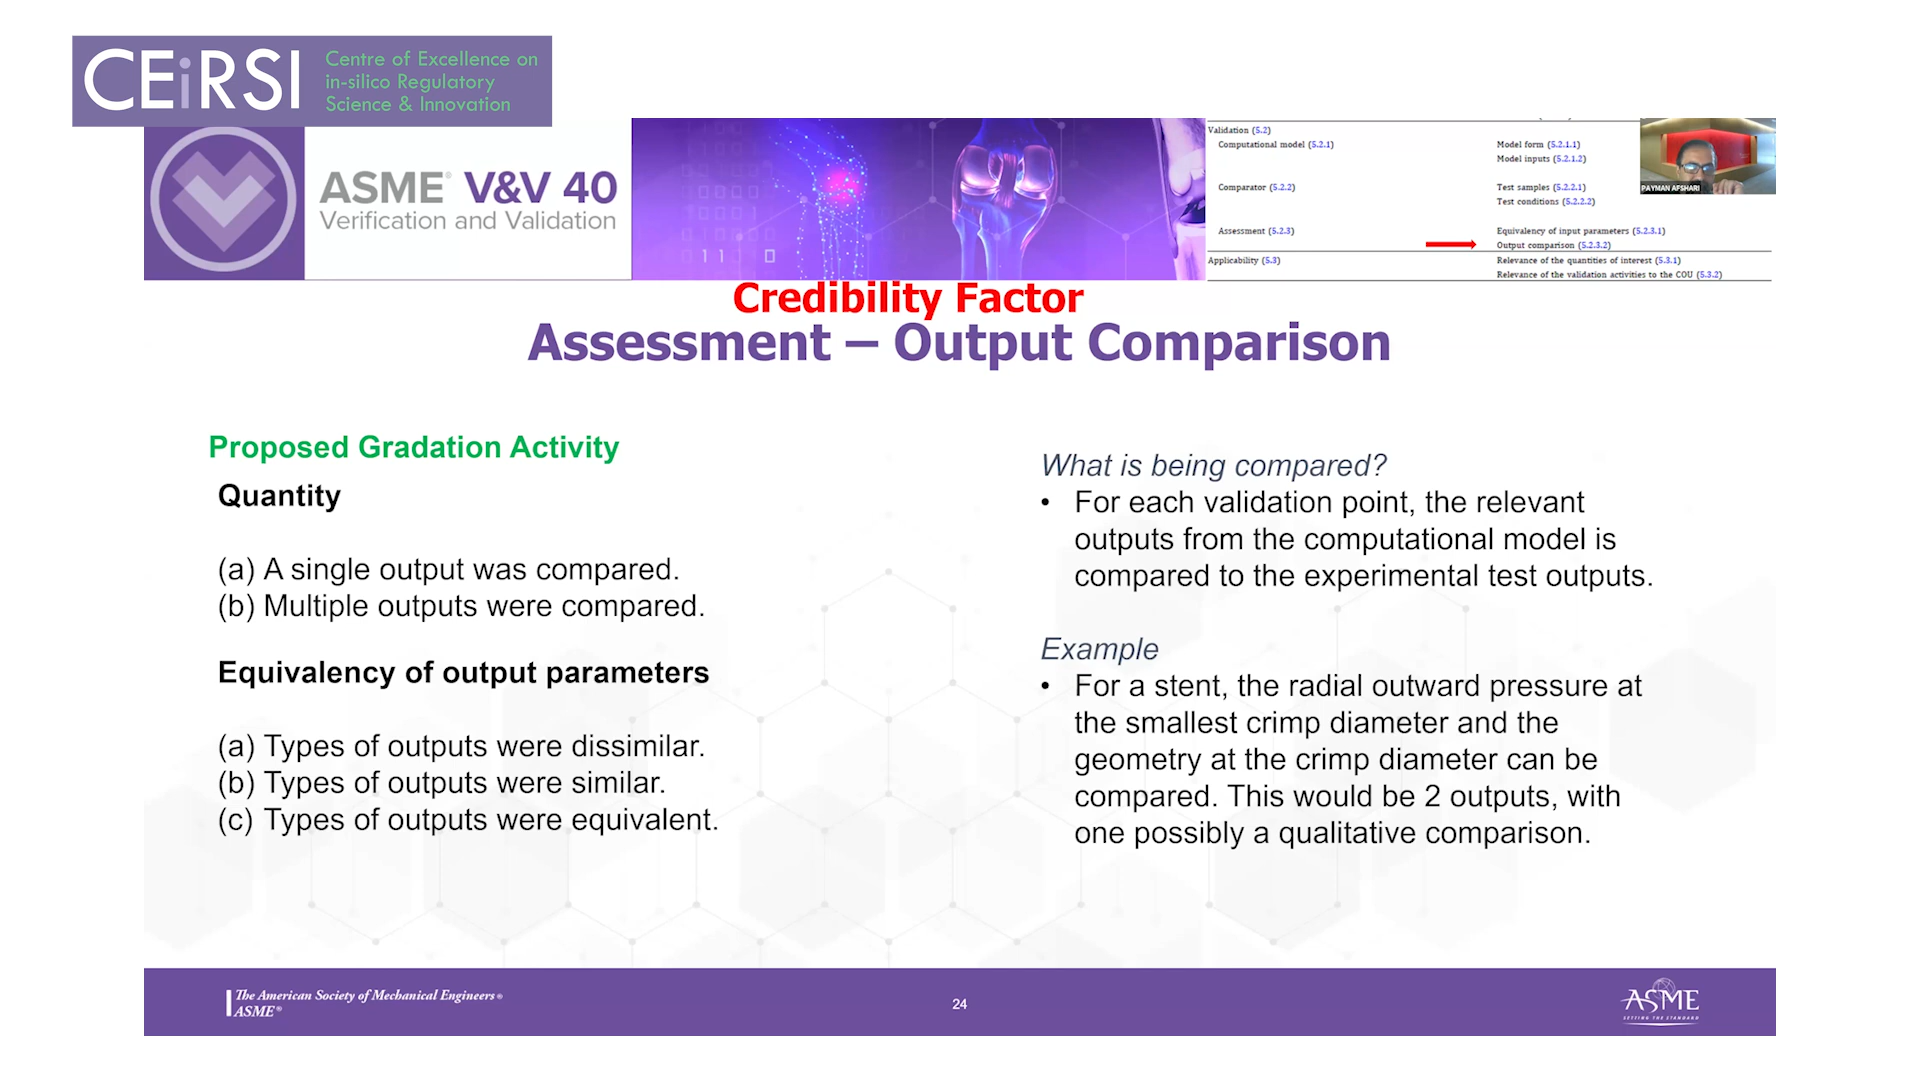 CEiRSI
Centre of Excellence on
in-silico Regulatory
Science & Innovation
ASME® V&V 40
Verification and Validation
11 0
Validation (5.2)
Computational model (5.2.1) Model form (5.2.1.1)
Model inputs (5.2.1.2)
Comparator (5.2.2) Test samples (5.2.2.1)
Test conditions (5.2.2.2)
Assessment (5.2.3) Equivalency of input parameters (5.2.3.1)
Output comparison (5.2.3.2)
Applicability (5.3) Relevance of the quantities of interest (5.3.1)
Relevance of the validation activities to the COU (5.3.2)
PAYMAN AFSHARI
Credibility Factor
Assessment – Output Comparison
Proposed Gradation Activity
Quantity
(a) A single output was compared.
(b) Multiple outputs were compared.
Equivalency of output parameters
(a) Types of outputs were dissimilar.
(b) Types of outputs were similar.
(c) Types of outputs were equivalent.
What is being compared?
• For each validation point, the relevant
outputs from the computational model is
compared to the experimental test outputs.
Example
• For a stent, the radial outward pressure at
the smallest crimp diameter and the
geometry at the crimp diameter can be
compared. This would be 2 outputs, with
one possibly a qualitative comparison.
The American Society of Mechanical Engineers®
ASME®
24
ASME
SETTING THE STANDARD